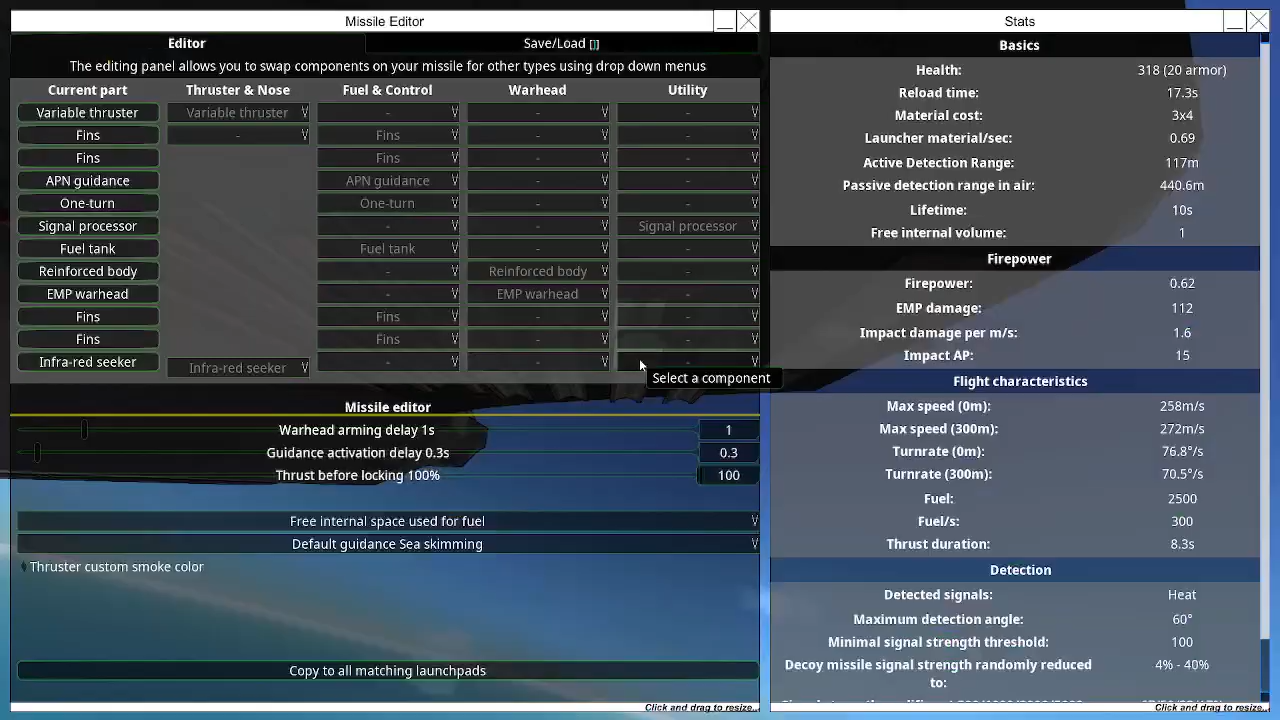 Missile Editor
Editor
Save/Load []
The editing panel allows you to swap components on your missile for other types using drop down menus
Current part Thruster & Nose Fuel & Control Warhead Utility
Variable thruster Variable thruster V - V - V - V
Fins - V Fins V - V - V
Fins Fins V - V - V
APN guidance APN guidance V - V - V
One-turn One-turn V - V - V
Signal processor - V - V Signal processor V
Fuel tank Fuel tank V - V - V
Reinforced body - V Reinforced body V - V
EMP warhead - V EMP warhead V - V
Fins Fins V - V - V
Fins Fins V - V - V
Infra-red seeker Infra-red seeker V - V - V - V
Select a component
Missile editor
Warhead arming delay 1s 1
Guidance activation delay 0.3s 0.3
Thrust before locking 100% 100
Free internal space used for fuel V
Default guidance Sea skimming V
Thruster custom smoke color
Copy to all matching launchpads
Click and drag to resize...
Stats
Basics
Health: 318 (20 armor)
Reload time: 17.3s
Material cost: 3x4
Launcher material/sec: 0.69
Active Detection Range: 117m
Passive detection range in air: 440.6m
Lifetime: 10s
Free internal volume: 1
Firepower
Firepower: 0.62
EMP damage: 112
Impact damage per m/s: 1.6
Impact AP: 15
Flight characteristics
Max speed (0m): 258m/s
Max speed (300m): 272m/s
Turnrate (0m): 76.8°/s
Turnrate (300m): 70.5°/s
Fuel: 2500
Fuel/s: 300
Thrust duration: 8.3s
Detection
Detected signals: Heat
Maximum detection angle: 60°
Minimal signal strength threshold: 100
Decoy missile signal strength randomly reduced to: 4% - 40%
Click and drag to resize...